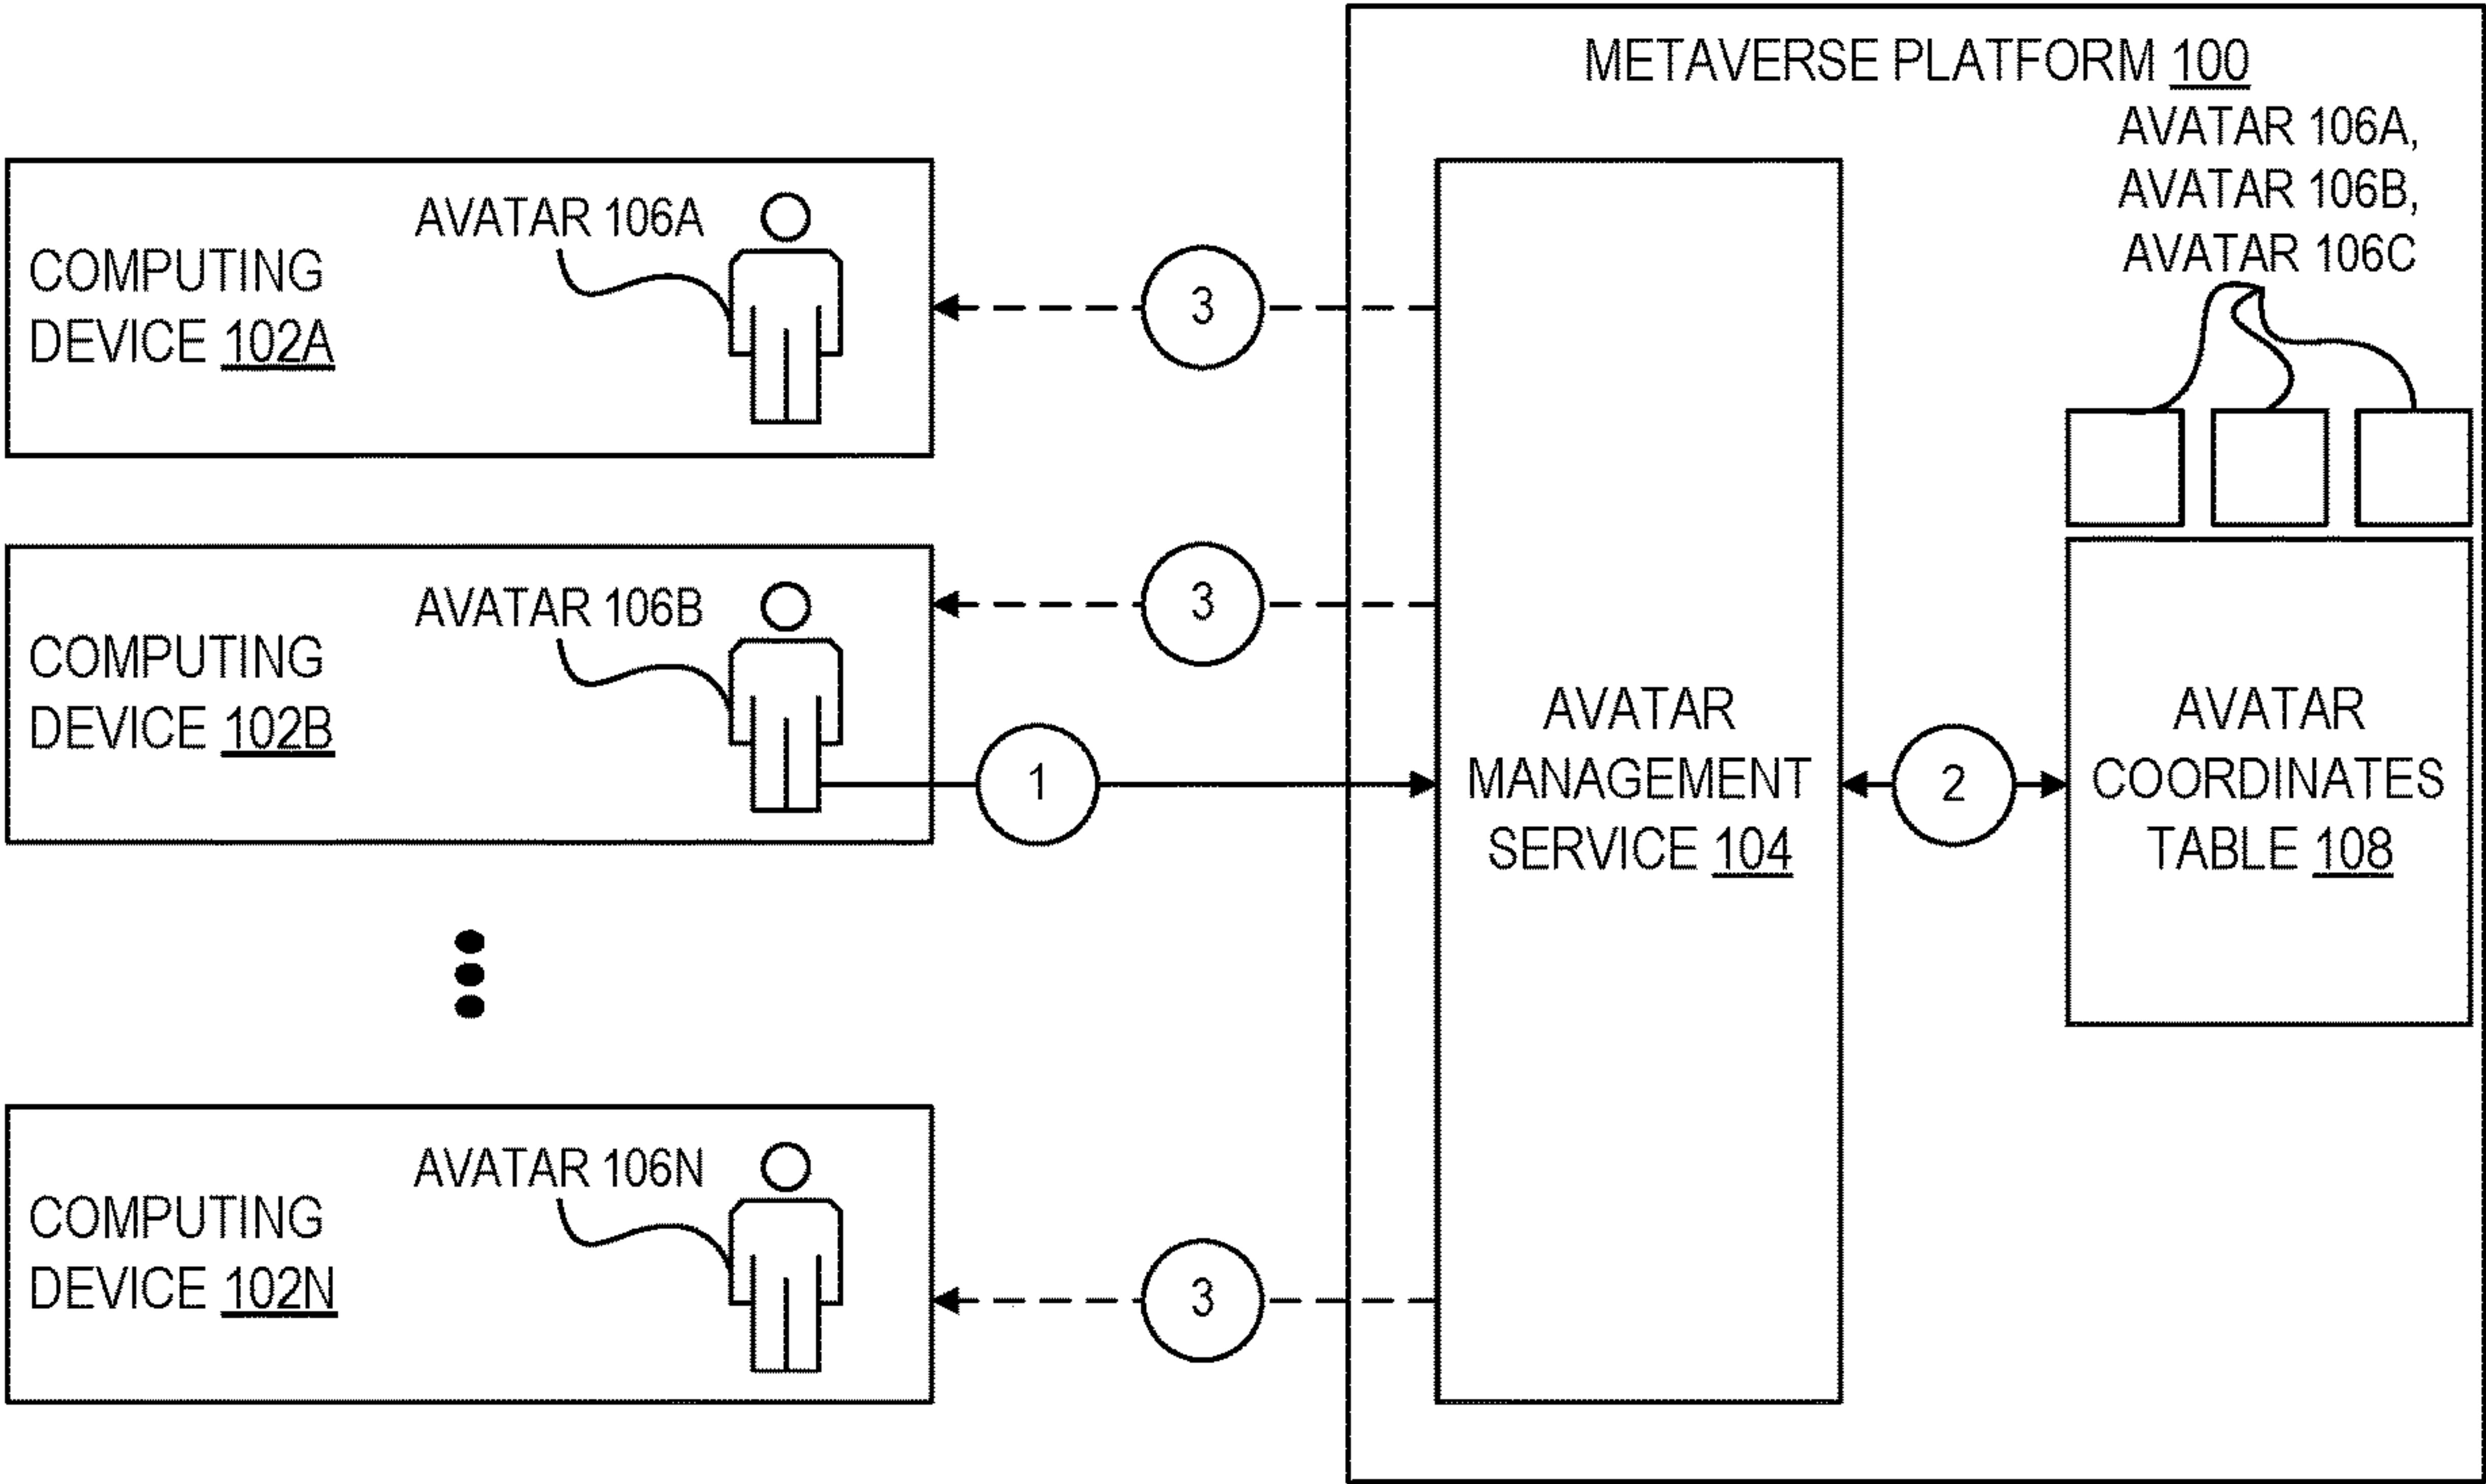 METAVERSE PLATFORM 100
AVATAR 106A,
AVATAR 106B,
AVATAR 106C
AVATAR 106A
COMPUTING
DEVICE 102A
3
AVATAR 106B
COMPUTING
DEVICE 102B
3
1
AVATAR
MANAGEMENT
SERVICE 104
2
AVATAR
COORDINATES
TABLE 108
AVATAR 106N
COMPUTING
DEVICE 102N
3